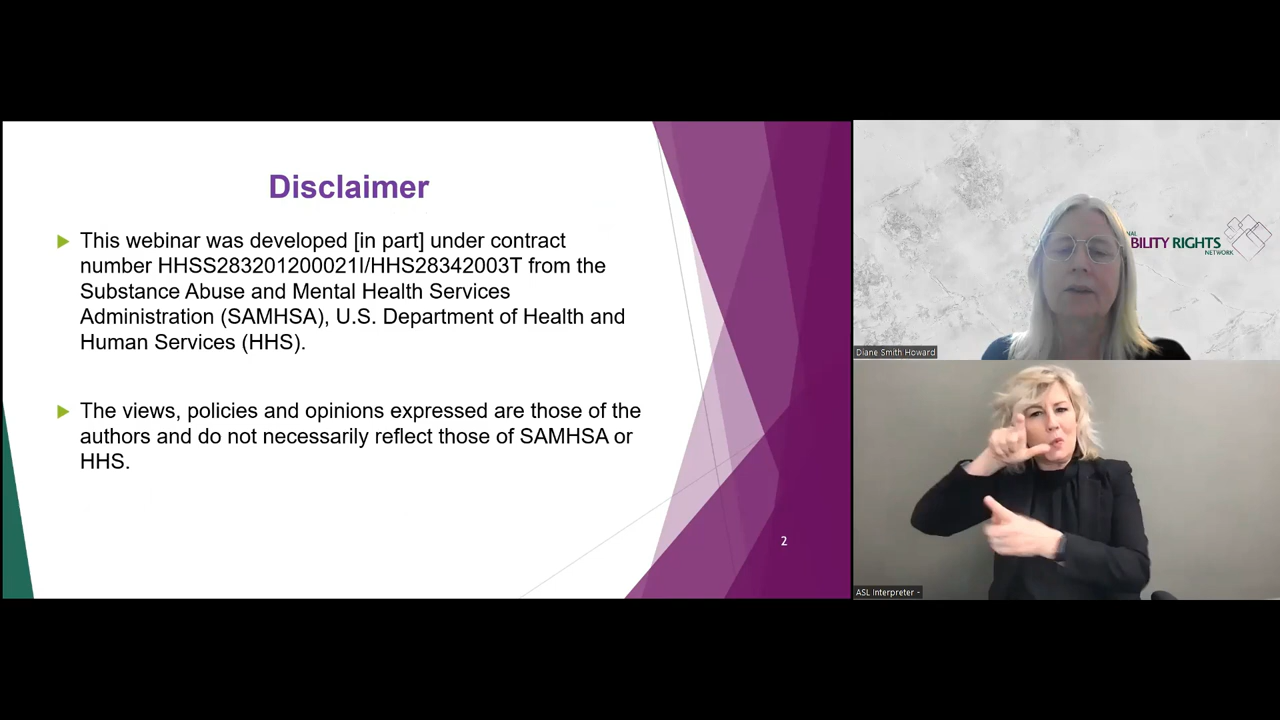 Disclaimer
This webinar was developed [in part] under contract
number HHSS283201200021I/HHS28342003T from the
Substance Abuse and Mental Health Services
Administration (SAMHSA), U.S. Department of Health and
Human Services (HHS).
The views, policies and opinions expressed are those of the
authors and do not necessarily reflect those of SAMHSA or
HHS.
2
NAL
BILITY RIGHTS
NETWORK
Diane Smith Howard
ASL Interpreter -